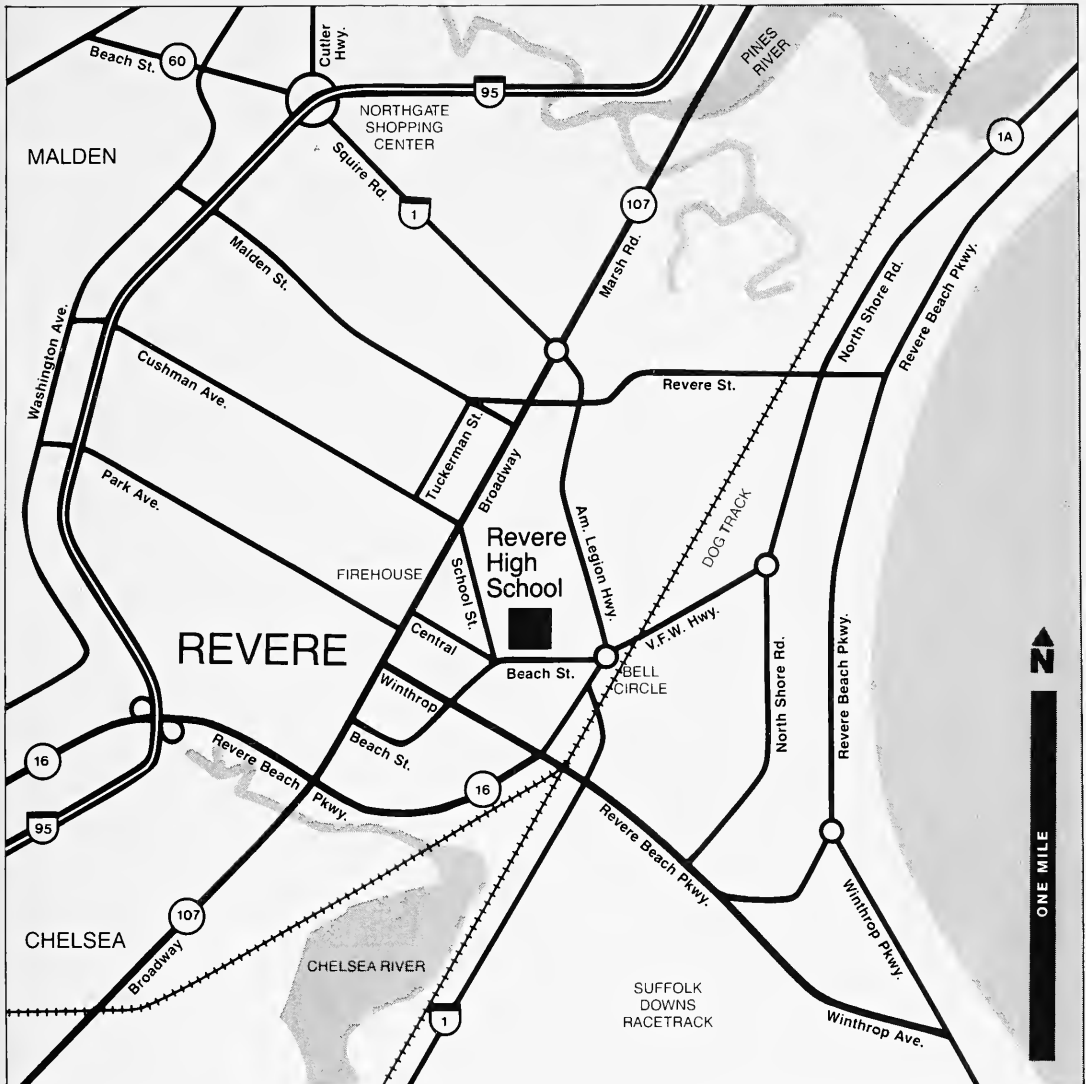 Beach St.
60
Cutler
Hwy.
95
PINES
RIVER
NORTHGATE
SHOPPING
CENTER
1A
MALDEN
Squire Rd.
1
107
Marsh Rd.
Malden St.
North Shore Rd.
Revere Beach Pkwy.
Washington Ave.
Cushman Ave.
Revere St.
Tuckerman St.
Broadway
Park Ave.
Am. Legion Hwy.
DOG TRACK
Revere
High
School
FIREHOUSE
School St.
Central
V.F.W. Hwy.
REVERE
Beach St.
BELL
CIRCLE
Winthrop
North Shore Rd.
Revere Beach Pkwy.
N
Beach St.
16
Revere Beach
Pkwy.
16
95
Revere Beach Pkwy.
ONE MILE
107
Broadway
CHELSEA
Winthrop Pkwy.
CHELSEA RIVER
SUFFOLK
DOWNS
RACETRACK
1
Winthrop Ave.